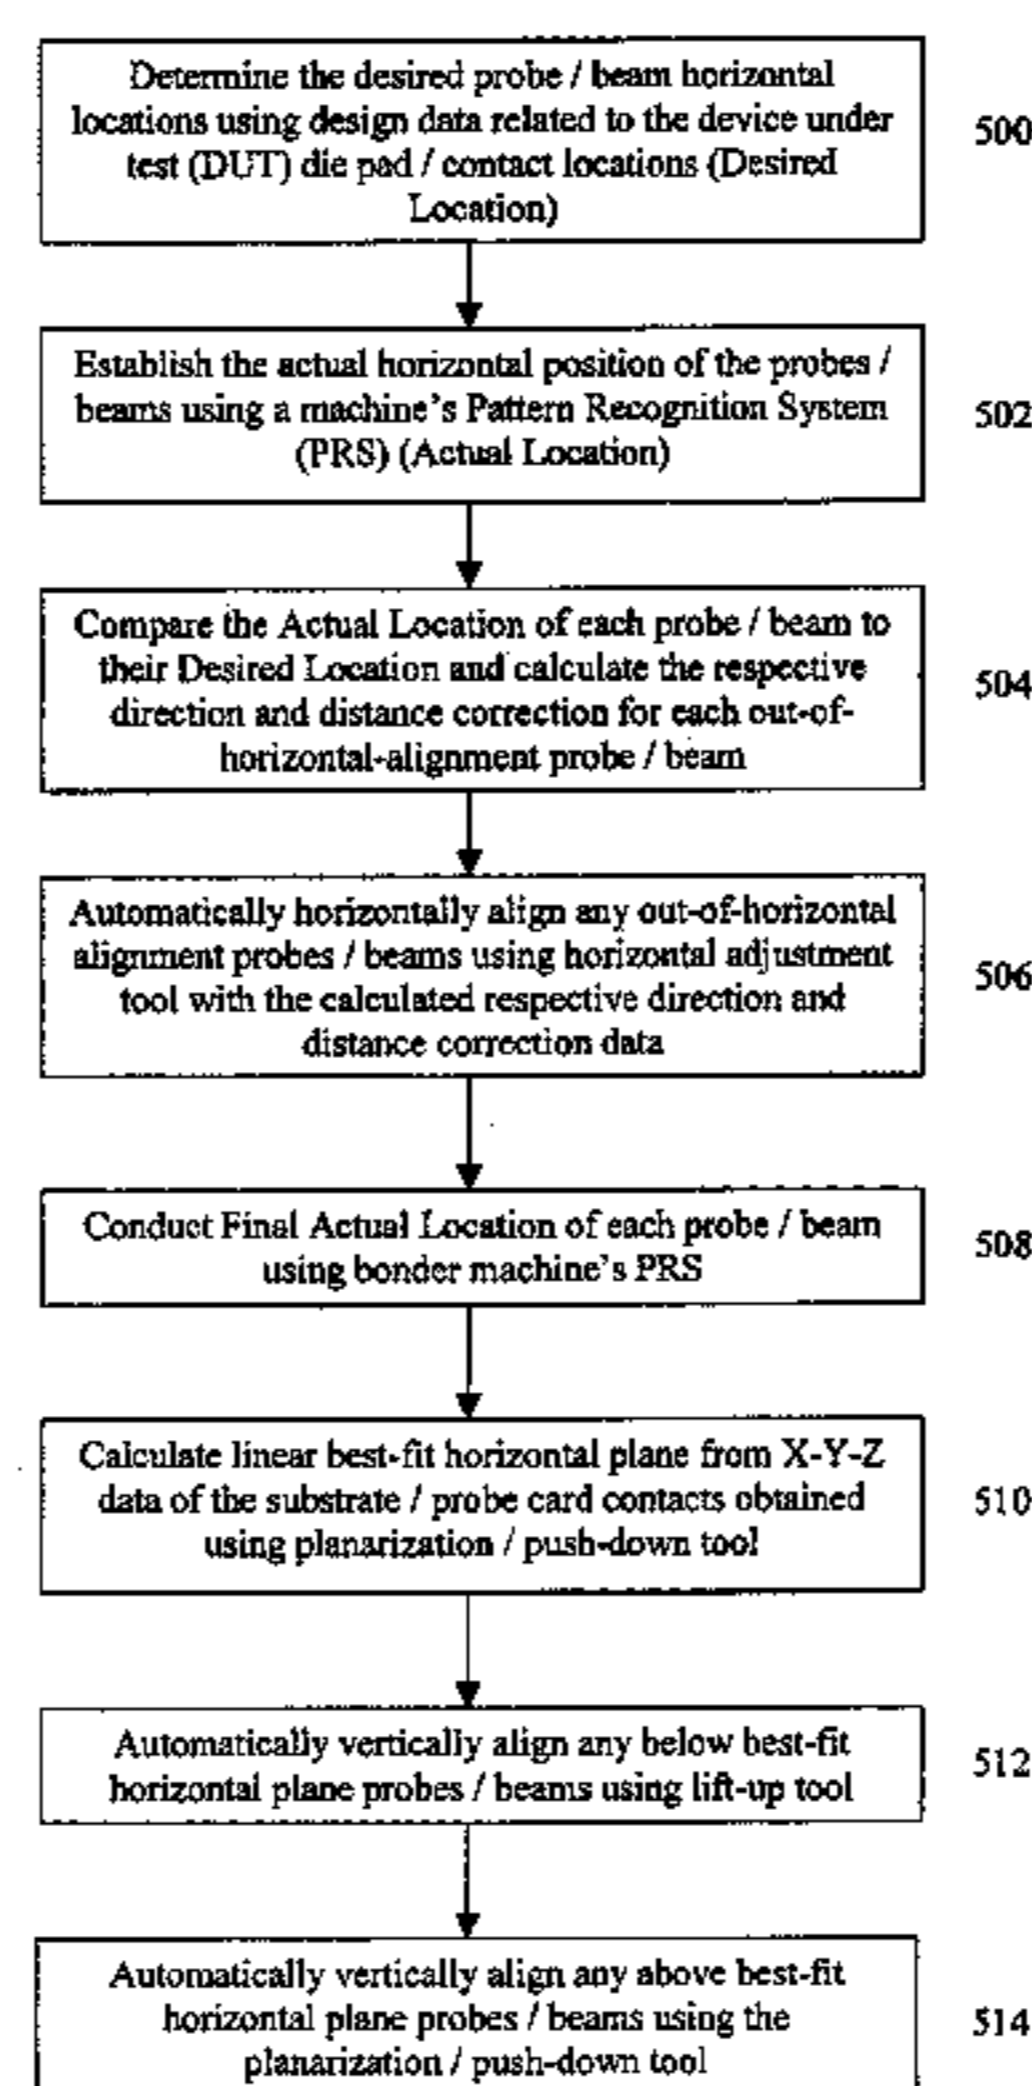 Determine the desired probe / beam horizontal
locations using design data related to the device under
test (DUT) die pad / contact locations (Desired
Location)
500
Establish the actual horizontal position of the probes /
beams using a machine's Pattern Recognition System
(PRS) (Actual Location)
502
Compare the Actual Location of each probe / beam to
their Desired Location and calculate the respective
direction and distance correction for each out-of-
horizontal-alignment probe / beam
504
Automatically horizontally align any out-of-horizontal
alignment probes / beams using horizontal adjustment
tool with the calculated respective direction and
distance correction data
506
Conduct Final Actual Location of each probe / beam
using bonder machine's PRS
508
Calculate linear best-fit horizontal plane from X-Y-Z
data of the substrate / probe card contacts obtained
using planarization / push-down tool
510
Automatically vertically align any below best-fit
horizontal plane probes / beams using lift-up tool
512
Automatically vertically align any above best-fit
horizontal plane probes / beams using the
planarization / push-down tool
514